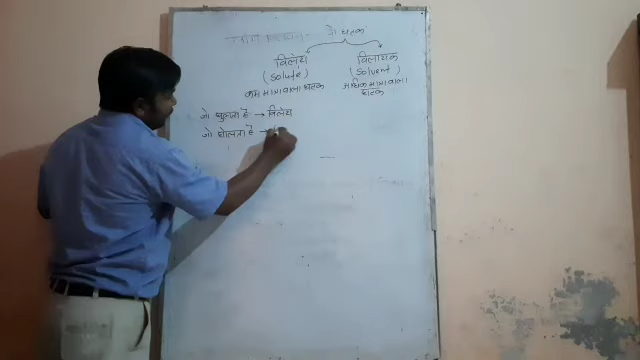 दो घटक
विलेय विलायक
(Solute) (Solvent)
कम मात्रा वाला घटक अधिक मात्रा वाला
घटक
जो घुलता है → विलेय
जो घोलता है →